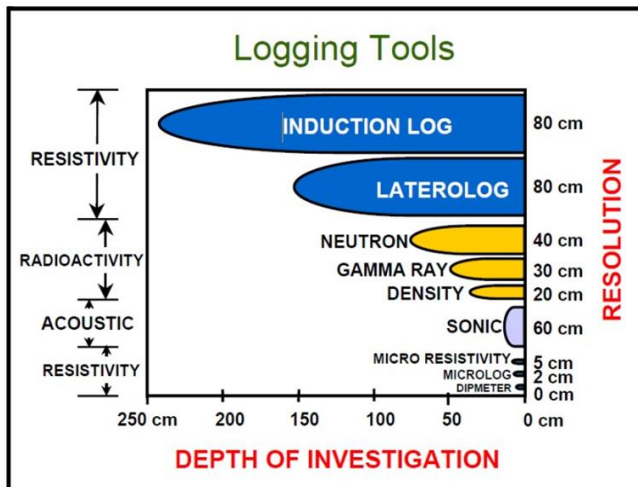 Logging Tools
RESISTIVITY
INDUCTION LOG
80 cm
LATEROLOG
80 cm
RADIOACTIVITY
NEUTRON
40 cm
GAMMA RAY
30 cm
DENSITY
20 cm
ACOUSTIC
SONIC
60 cm
RESISTIVITY
MICRO RESISTIVITY
5 cm
MICROLOG
2 cm
DIPMETER
0 cm
RESOLUTION
250 cm 200 150 100 50 0 cm
DEPTH OF INVESTIGATION